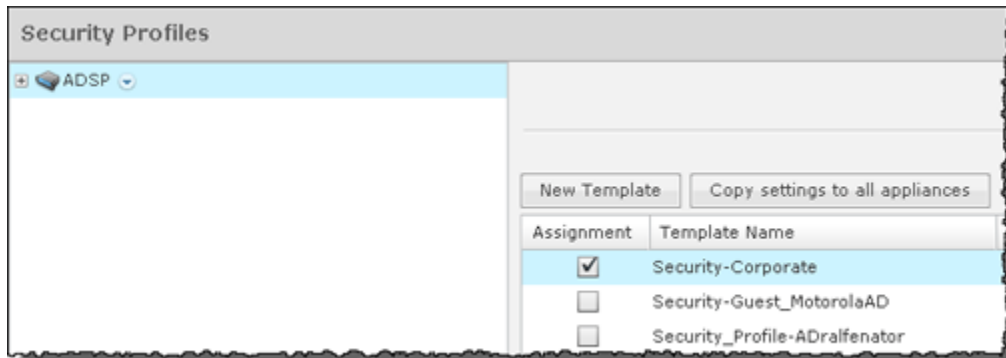 Security Profiles
ADSP
New Template Copy settings to all appliances
Assignment Template Name
Security-Corporate
Security-Guest_MotorolaAD
Security_Profile-ADralfenator